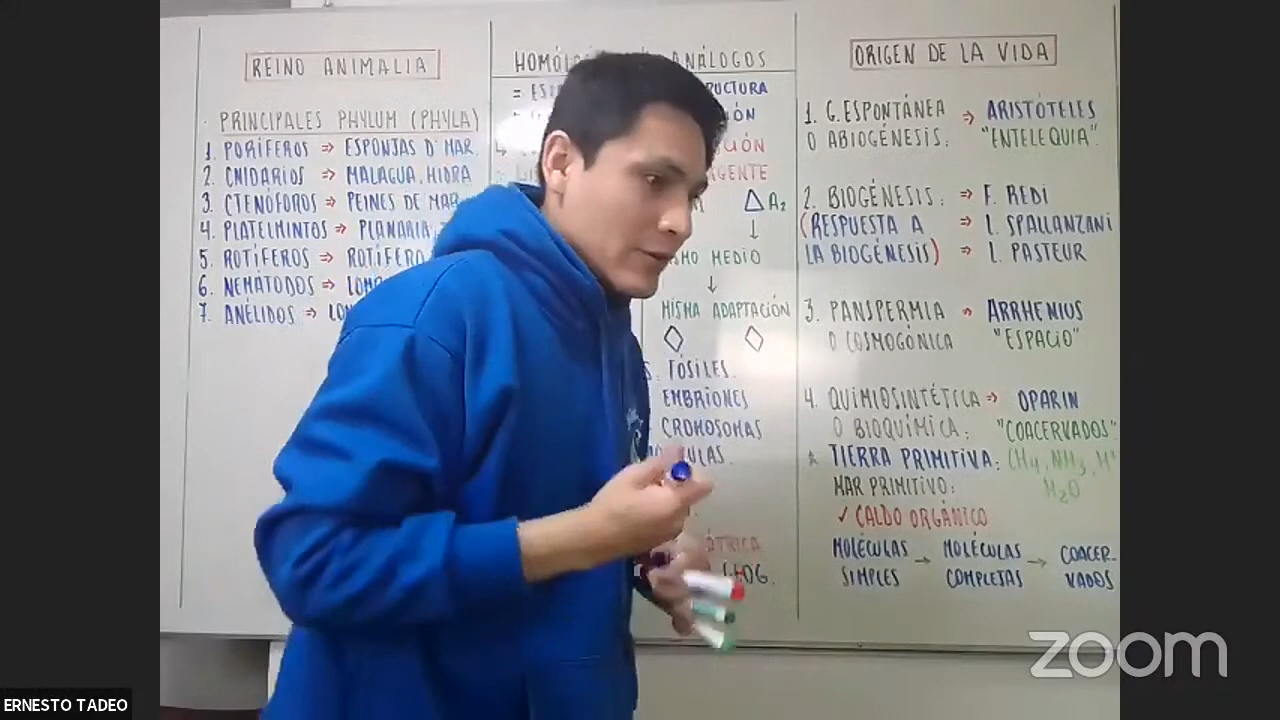 REINO ANIMALIA
PRINCIPALES PHYLUM (PHYLA)
1. PORÍFEROS ⇒ ESPONJAS D' MAR.
2. CNIDARIOS ⇒ MALAGUA, HIDRA
3. CTENÓFOROS ⇒ PEINES DE MAR
4. PLATELMINTOS ⇒ PLANARIA,
5. ROTÍFEROS ⇒
6. NEMÁTODOS ⇒
7. ANÉLIDOS ⇒
ANÁLOGOS
=
A₂
MEDIO
MISMA ADAPTACIÓN
FÓSILES.
EMBRIONES
CROMOSOMAS
ORIGEN DE LA VIDA
1. G. ESPONTÁNEA ⇒ ARISTÓTELES
O ABIOGÉNESIS: "ENTELEQUIA".
2. BIOGÉNESIS: ⇒ F. REDI
(RESPUESTA A ⇒ L. SPALLANZANI
LA BIOGÉNESIS) ⇒ L. PASTEUR
3. PANSPERMIA ⇒ ARRHENIUS
O COSMOGÓNICA "ESPACIO"
4. QUIMIOSINTÉTICA ⇒ OPARIN
O BIOQUÍMICA: "COACERVADOS"
TIERRA PRIMITIVA: CH₄, NH₃, H
MAR PRIMITIVO: H₂O
✓ CALDO ORGÁNICO
MOLÉCULAS → MOLÉCULAS → COACER-
SIMPLES COMPLETAS VADOS
zoom
ERNESTO TADEO